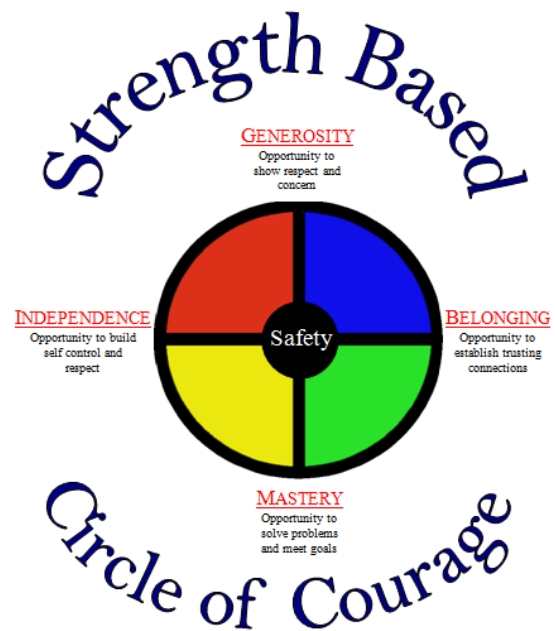 Strength Based
GENEROSITY
Opportunity to
show respect and
concern
INDEPENDENCE
Opportunity to build
self control and
respect
Safety
BELONGING
Opportunity to
establish trusting
connections
MASTERY
Opportunity to
solve problems
and meet goals
Circle of Courage